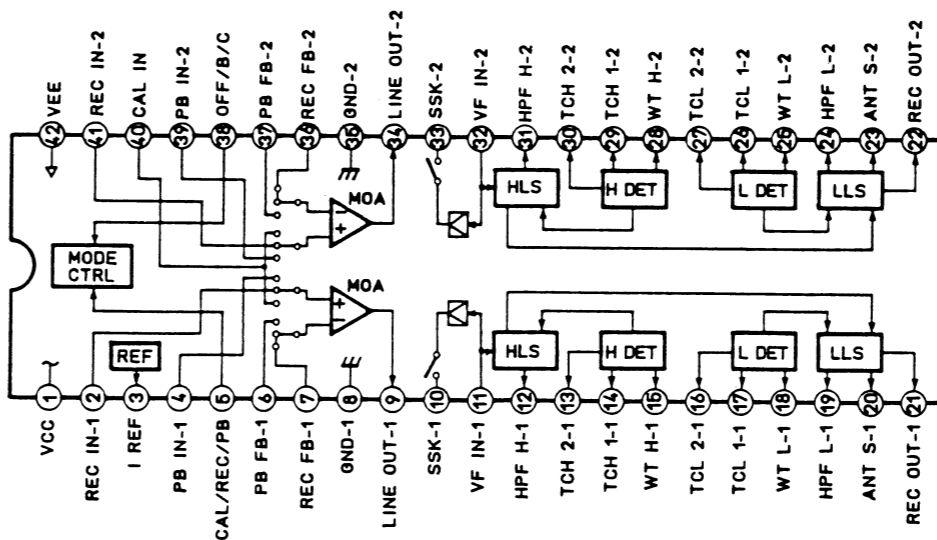 VEE
REC IN-2
CAL IN
PB IN-2
OFF/B/C
PB FB-2
REC FB-2
GND-2
LINE OUT-2
SSK-2
VF IN-2
HPF H-2
TCH 2-2
TCH 1-2
WT H-2
TCL 2-2
TCL 1-2
WT L-2
HPF L-2
ANT S-2
REC OUT-2
42 41 40 39 38 37 36 35 34 33 32 31 30 29 28 27 26 25 24 23 22
MOA
HLS
H DET
L DET
LLS
MODE
CTRL
MOA
REF
HLS
H DET
L DET
LLS
1 2 3 4 5 6 7 8 9 10 11 12 13 14 15 16 17 18 19 20 21
VCC
REC IN-1
I REF
PB IN-1
CAL/REC/PB
PB FB-1
REC FB-1
GND-1
LINE OUT-1
SSK-1
VF IN-1
HPF H-1
TCH 2-1
TCH 1-1
WT H-1
TCL 2-1
TCL 1-1
WT L-1
HPF L-1
ANT S-1
REC OUT-1